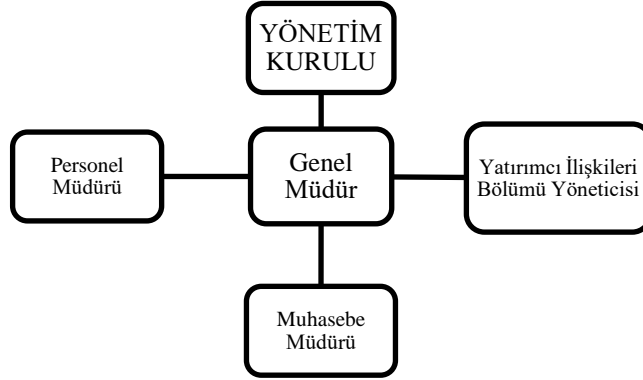 YÖNETİM
KURULU
Personel
Müdürü
Genel
Müdür
Yatırımcı İlişkileri
Bölümü Yöneticisi
Muhasebe
Müdürü